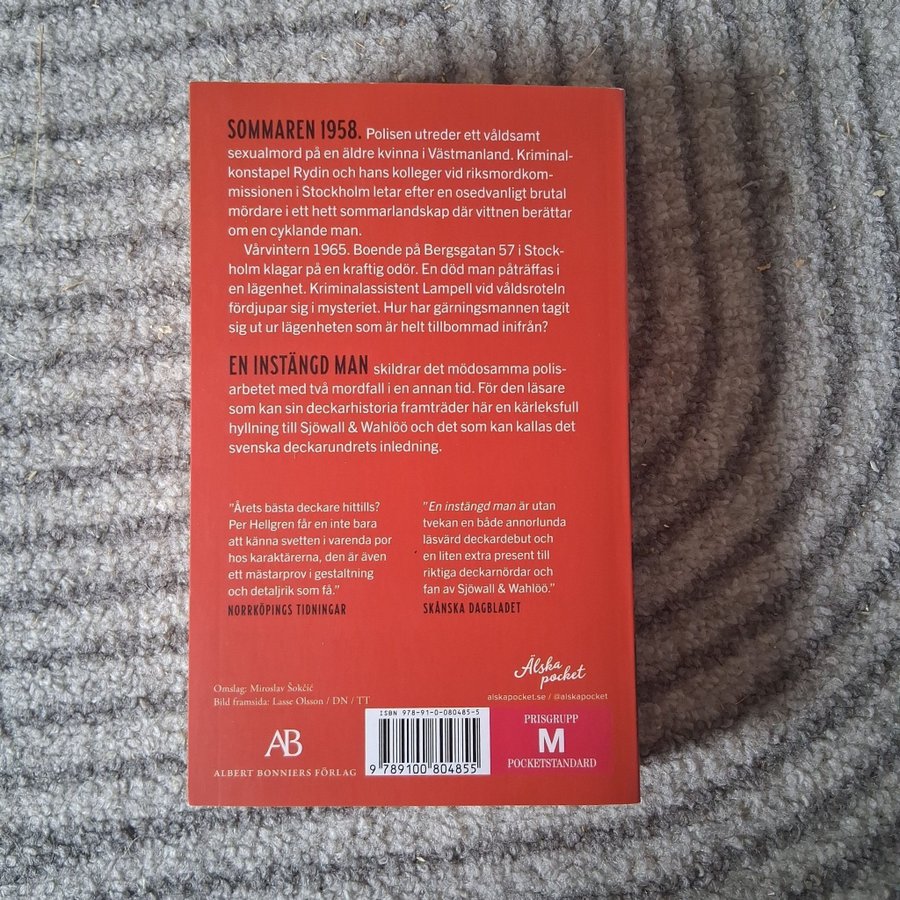 SOMMAREN 1958. Polisen utreder ett våldsamt
sexualmord på en äldre kvinna i Västmanland. Kriminal-
konstapel Rydin och hans kolleger vid riksmordkom-
missionen i Stockholm letar efter en osedvanligt brutal
mördare i ett hett sommarlandskap där vittnen berättar
om en cyklande man.
Vårvintern 1965. Boende på Bergsgatan 57 i Stock-
holm klagar på en kraftig odör. En död man påträffas i
en lägenhet. Kriminalassistent Lampell vid våldsroteln
fördjupar sig i mysteriet. Hur har gärningsmannen tagit
sig ut ur lägenheten som är helt tillbommad inifrån?
EN INSTÄNGD MAN skildrar det mödosamma polis-
arbetet med två mordfall i en annan tid. För den läsare
som kan sin deckarhistoria framträder här en kärleksfull
hyllning till Sjöwall & Wahlöö och det som kan kallas det
svenska deckarundrets inledning.
”Årets bästa deckare hittills?
Per Hellgren får en inte bara
att känna svetten i varenda por
hos karaktärerna, den är även
ett mästarprov i gestaltning
och detaljrik som få.”
NORRKÖPINGS TIDNINGAR
”En instängd man är utan
tvekan en både annorlunda
läsvärd deckardebut och
en liten extra present till
riktiga deckarnördar och
fan av Sjöwall & Wahlöö.”
SKÅNSKA DAGBLADET
Älska
pocket
alskapocket.se / @alskapocket
Omslag: Miroslav Šokčić
Bild framsida: Lasse Olsson / DN / TT
AB
ALBERT BONNIERS FÖRLAG
ISBN 978-91-0-080485-5
9 789100 804855
PRISGRUPP
M
POCKETSTANDARD